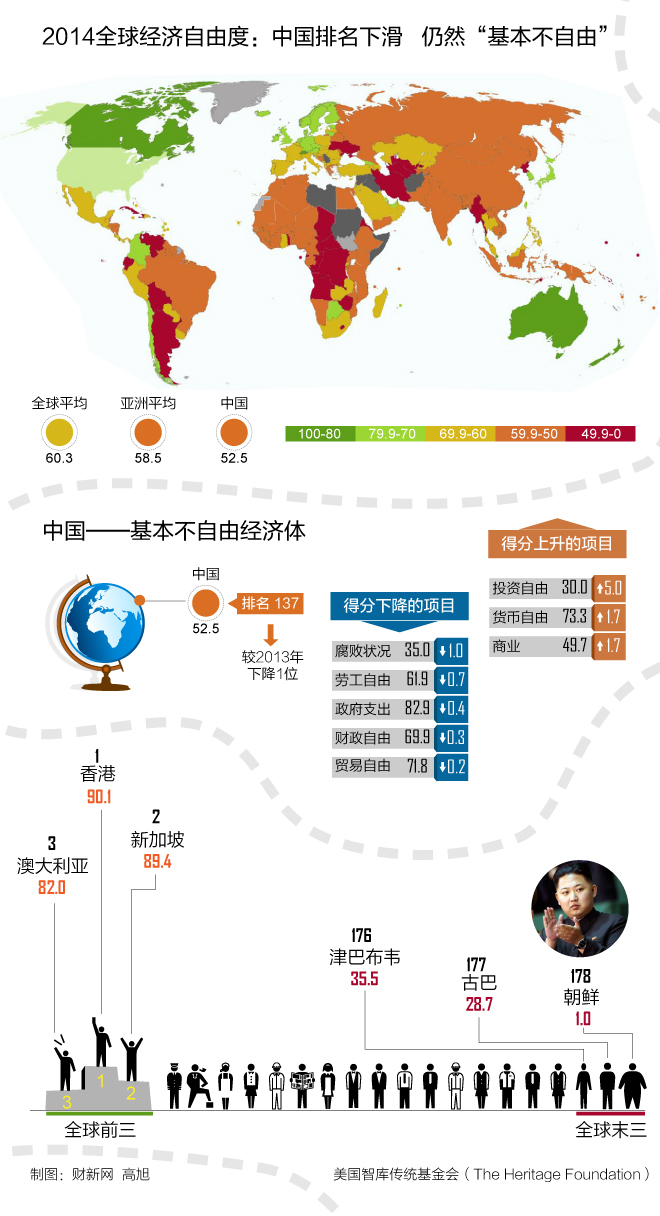 2014全球经济自由度：中国排名下滑 仍然“基本不自由”
全球平均
60.3
亚洲平均
58.5
中国
52.5
100-80 79.9-70 69.9-60 59.9-50 49.9-0
中国——基本不自由经济体
中国
52.5
排名 137
较2013年
下降1位
得分下降的项目
腐败状况 35.0 1.0
劳工自由 61.9 0.7
政府支出 82.9 0.4
财政自由 69.9 0.3
贸易自由 71.8 0.2
得分上升的项目
投资自由 30.0 5.0
货币自由 73.3 1.7
商业 49.7 1.7
1
香港
90.1
2
新加坡
89.4
3
澳大利亚
82.0
176
津巴布韦
35.5
177
古巴
28.7
178
朝鲜
1.0
3
1
2
全球前三
全球末三
制图：财新网 高旭
美国智库传统基金会（The Heritage Foundation）